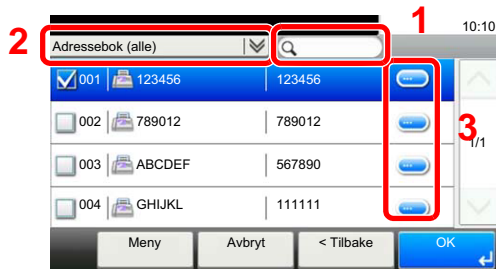 1
10:10
2
Adressebok (alle)
001 123456 123456
002 789012 789012
3
1/1
003 ABCDEF 567890
004 GHIJKL 111111
Meny Avbryt < Tilbake OK